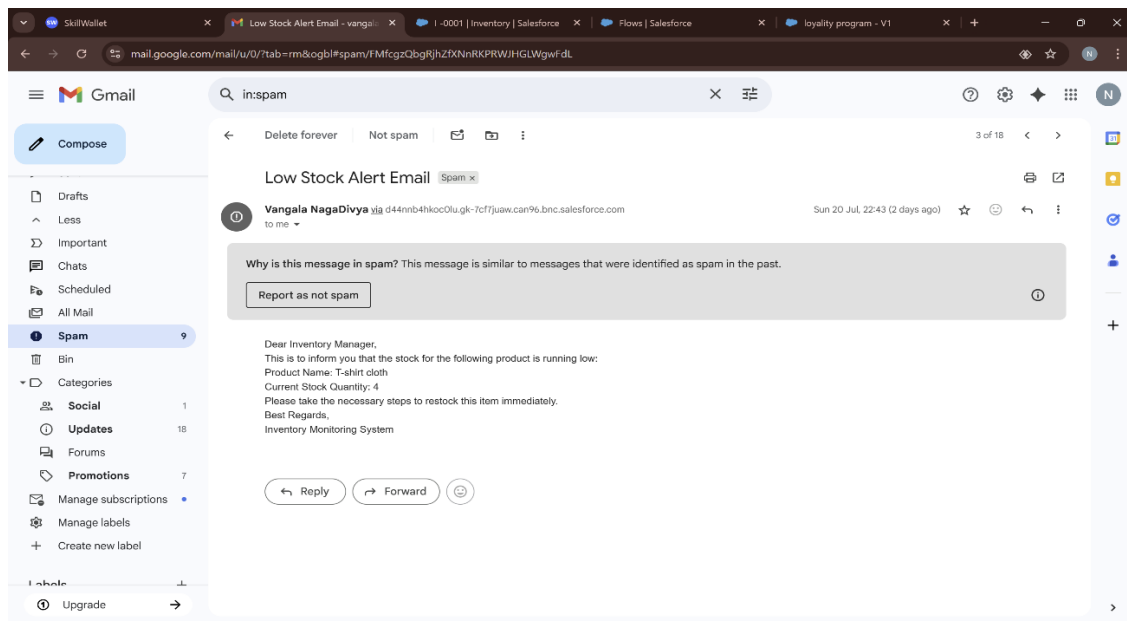 SkillWallet
Low Stock Alert Email - vangala
I -0001 | Inventory | Salesforce
Flows | Salesforce
loyality program - V1
mail.google.com/mail/u/0/?tab=rm&ogbl#spam/FMfcgzQbgRjhZfXNnRKPRWJHGLWgwFdL
N
Gmail
in:spam
N
Compose
Delete forever
Not spam
3 of 18
31
Low Stock Alert Email
Spam ×
Drafts
Less
Important
Chats
Scheduled
All Mail
Spam 9
Bin
Categories
Social 1
Updates 18
Forums
Promotions 7
Manage subscriptions
Manage labels
Create new label
Labels
Upgrade
Vangala NagaDivya via d44nnb4hkoc0lu.gk-7cf7juaw.can96.bnc.salesforce.com
Sun 20 Jul, 22:43 (2 days ago)
to me
Why is this message in spam? This message is similar to messages that were identified as spam in the past.
Report as not spam
Dear Inventory Manager,
This is to inform you that the stock for the following product is running low:
Product Name: T-shirt cloth
Current Stock Quantity: 4
Please take the necessary steps to restock this item immediately.
Best Regards,
Inventory Monitoring System
Reply
Forward